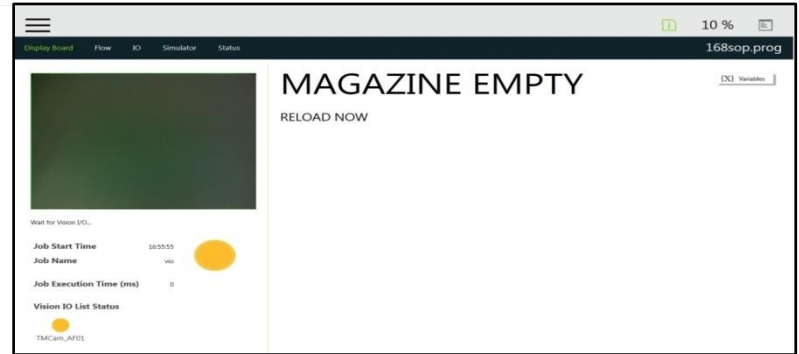 10 %
Display Board Flow IO Simulator Status
168sop.prog
MAGAZINE EMPTY
(X) Variables
RELOAD NOW
Wait for Vision I/O...
Job Start Time 16:55:55
Job Name vio
Job Execution Time (ms) 0
Vision IO List Status
TMCam_AF01